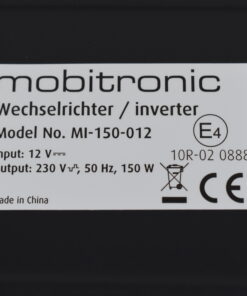 mobitronic
Wechselrichter / inverter
Model No. MI-150-012
E4
nput: 12 V
10R-02 0888
utput: 230 V, 50 Hz, 150 W
CE
ade in China